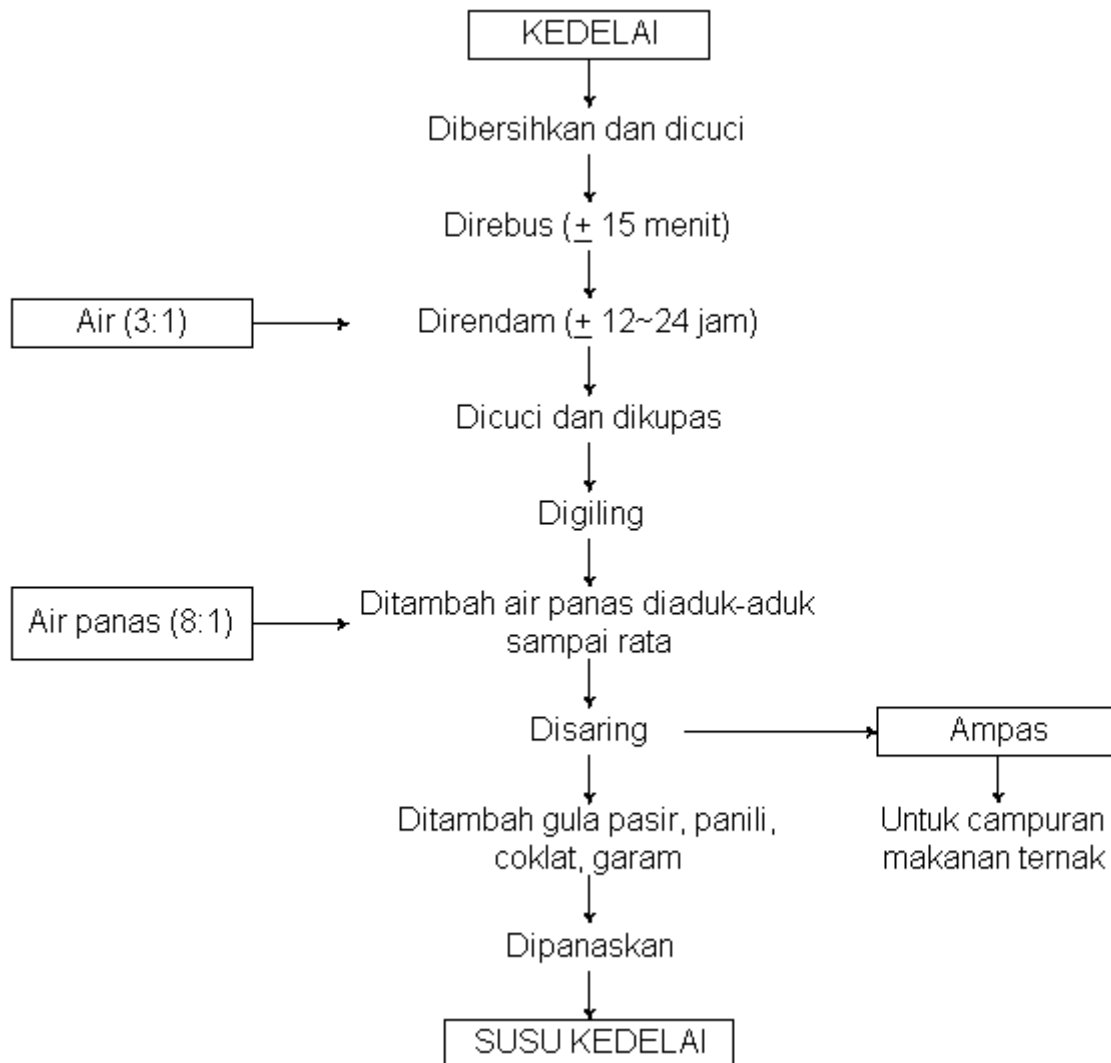 KEDELAI
Dibersihkan dan dicuci
Direbus (± 15 menit)
Air (3:1)
Direndam (± 12~24 jam)
Dicuci dan dikupas
Digiling
Air panas (8:1)
Ditambah air panas diaduk-aduk
sampai rata
Disaring
Ampas
Ditambah gula pasir, panili,
coklat, garam
Untuk campuran
makanan ternak
Dipanaskan
SUSU KEDELAI